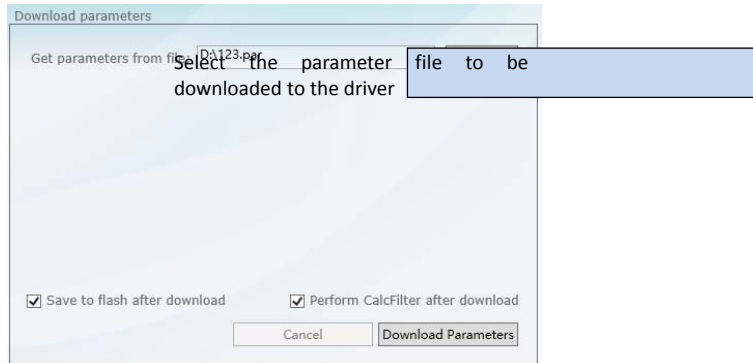 Download parameters
Get parameters from file: D:\123.par
Select the parameter file to be
downloaded to the driver
Save to flash after download
Perform CalcFilter after download
Cancel
Download Parameters